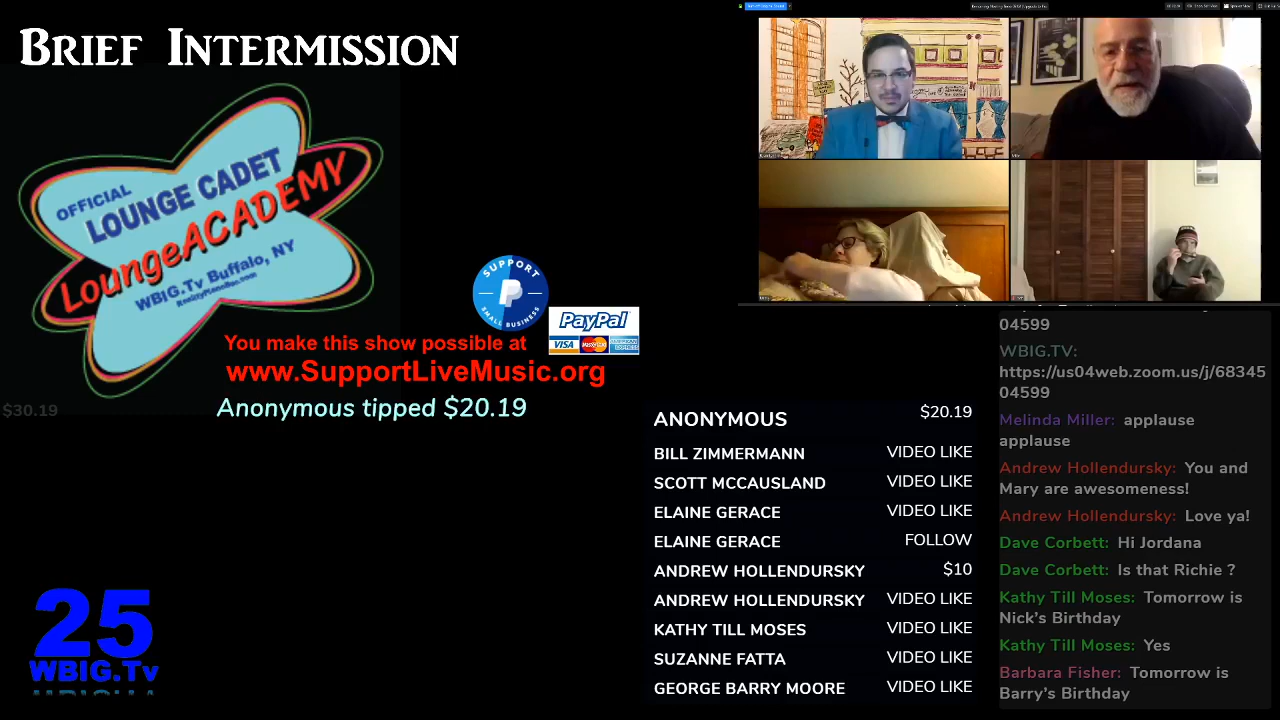 BRIEF INTERMISSION
OFFICIAL
LOUNGE CADET
LoungeACADEMY
WBIG.Tv Buffalo, NY
SUPPORT
SMALL BUSINESS
PayPal
VISA
You make this show possible at
www.SupportLiveMusic.org
$30.19
Anonymous tipped $20.19
ANONYMOUS $20.19
BILL ZIMMERMANN VIDEO LIKE
SCOTT MCCAUSLAND VIDEO LIKE
ELAINE GERACE VIDEO LIKE
ELAINE GERACE FOLLOW
ANDREW HOLLENDURSKY $10
ANDREW HOLLENDURSKY VIDEO LIKE
KATHY TILL MOSES VIDEO LIKE
SUZANNE FATTA VIDEO LIKE
GEORGE BARRY MOORE VIDEO LIKE
04599
WBIG.TV:
https://us04web.zoom.us/j/68345
04599
Melinda Miller: applause
applause
Andrew Hollendursky: You and
Mary are awesomeness!
Andrew Hollendursky: Love ya!
Dave Corbett: Hi Jordana
Dave Corbett: Is that Richie ?
Kathy Till Moses: Tomorrow is
Nick's Birthday
Kathy Till Moses: Yes
Barbara Fisher: Tomorrow is
Barry's Birthday
25
WBIG.Tv